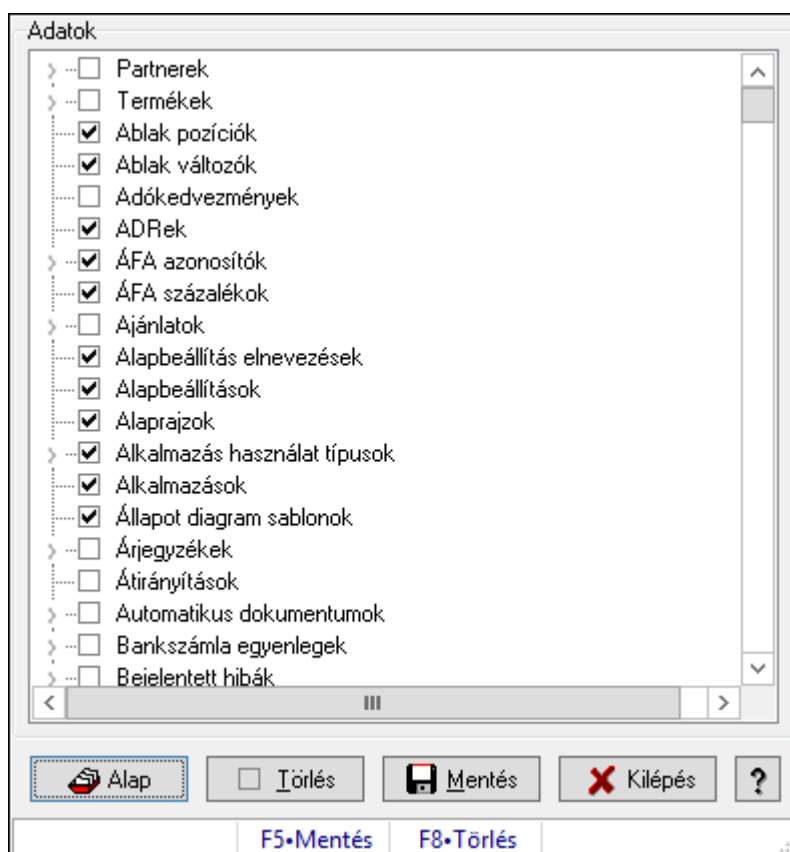 Adatok
Partnerek
Termékek
Ablak pozíciók
Ablak változók
Adókedvezmények
ADRek
ÁFA azonosítók
ÁFA százalékok
Ajánlatok
Alapbeállítás elnevezések
Alapbeállítások
Alaprajzok
Alkalmazás használat típusok
Alkalmazások
Állapot diagram sablonok
Árjegyzékek
Átirányítások
Automatikus dokumentumok
Bankszámla egyenlegek
Bejelentett hibák
Alap Törlés Mentés Kilépés ?
F5•Mentés F8•Törlés